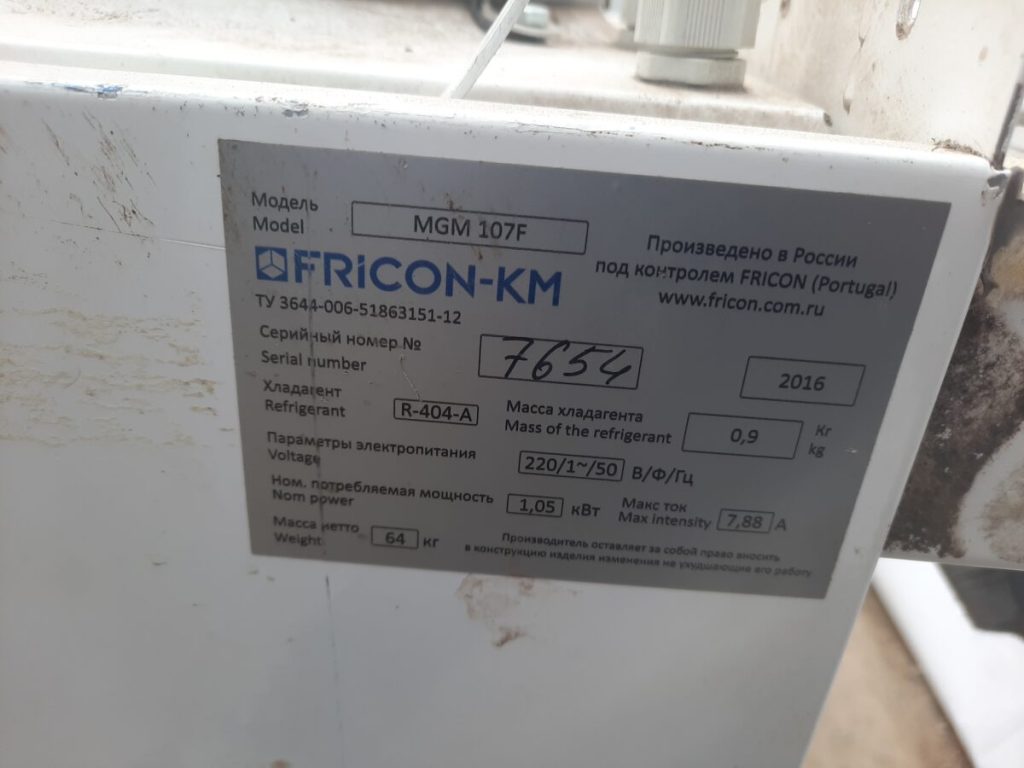 Модель
Model
MGM 107F
Произведено в России
под контролем FRICON (Portugal)
www.fricon.com.ru
FRICON-KM
ТУ 3644-006-51863151-12
Серийный номер №
Serial number
7654
2016
Хладагент
Refrigerant
R-404-A
Масса хладагента
Mass of the refrigerant
0,9
Кг
kg
Параметры электропитания
Voltage
220/1~/50 В/Ф/Гц
Ном. потребляемая мощность
Nom power
1,05 кВт
Макс ток
Max intensity
7,88 А
Масса нетто
Weight
64 кг
Производитель оставляет за собой право вносить
в конструкцию изделия изменения не ухудшающие его работу